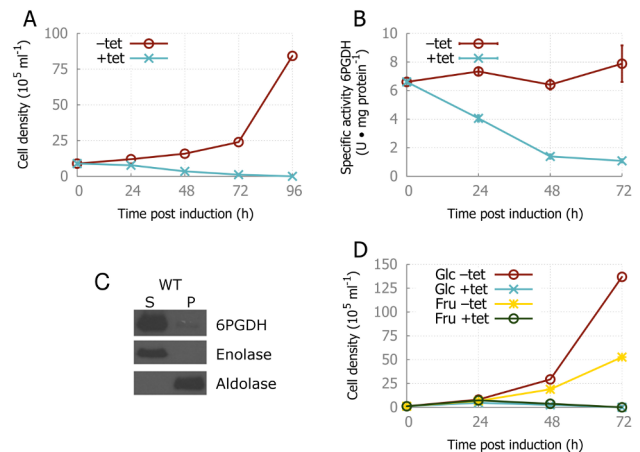 A
Cell density (10⁵ ml⁻¹)
100
75
50
25
0
−tet
+tet
0 24 48 72 96
Time post induction (h)
B
Specific activity 6PGDH
(U • mg protein⁻¹)
10
8
6
4
2
0
−tet
+tet
0 24 48 72
Time post induction (h)
C
WT
S P
6PGDH
Enolase
Aldolase
D
Cell density (10⁵ ml⁻¹)
150
125
100
75
50
25
0
Glc −tet
Glc +tet
Fru −tet
Fru +tet
0 24 48 72
Time post induction (h)